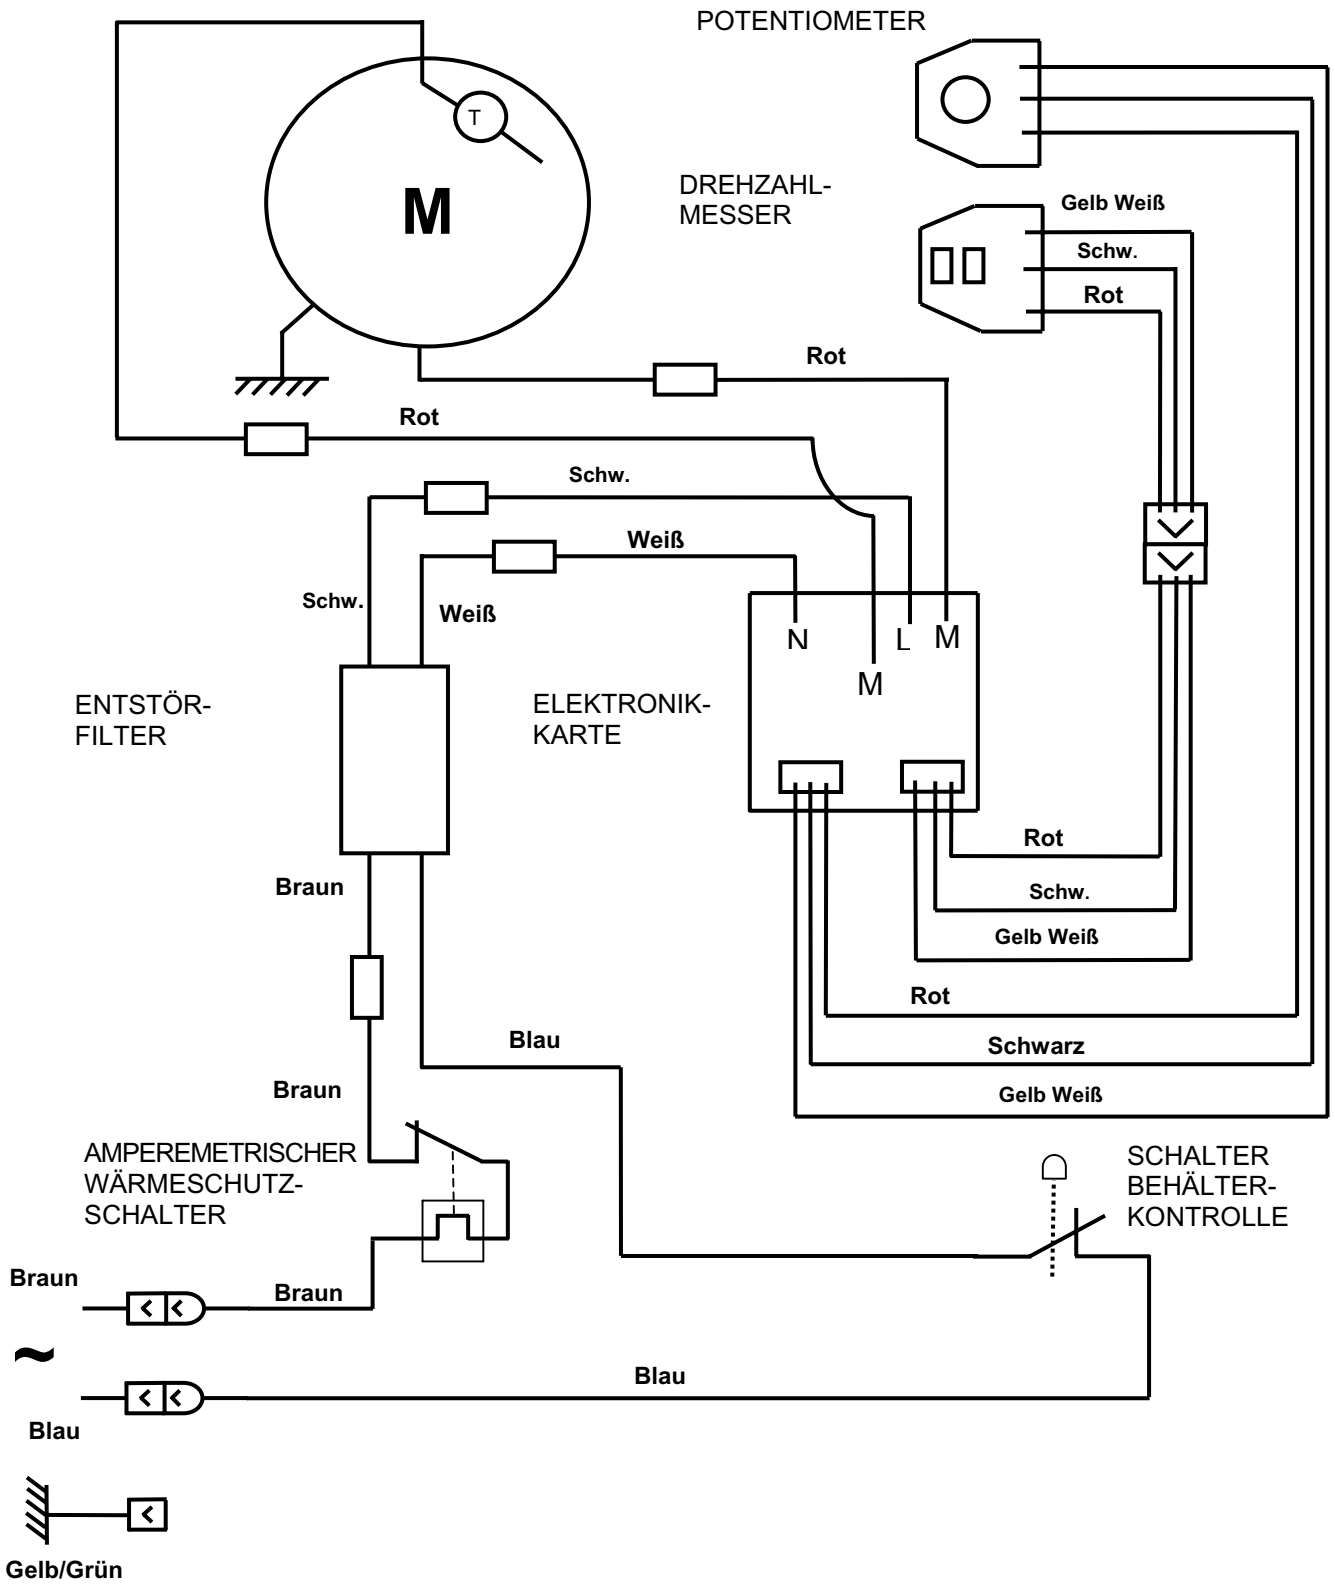 POTENTIOMETER
T
M
DREHZAHL-
MESSER
Gelb Weiß
Schw.
Rot
Rot
Rot
Schw.
Weiß
Schw.
Weiß
N
L
M
M
ENTSTÖR-
FILTER
ELEKTRONIK-
KARTE
Rot
Braun
Schw.
Gelb Weiß
Rot
Blau
Schwarz
Braun
Gelb Weiß
AMPEREMETRISCHER
WÄRMESCHUTZ-
SCHALTER
SCHALTER
BEHÄLTER-
KONTROLLE
Braun
Braun
~
Blau
Blau
Gelb/Grün